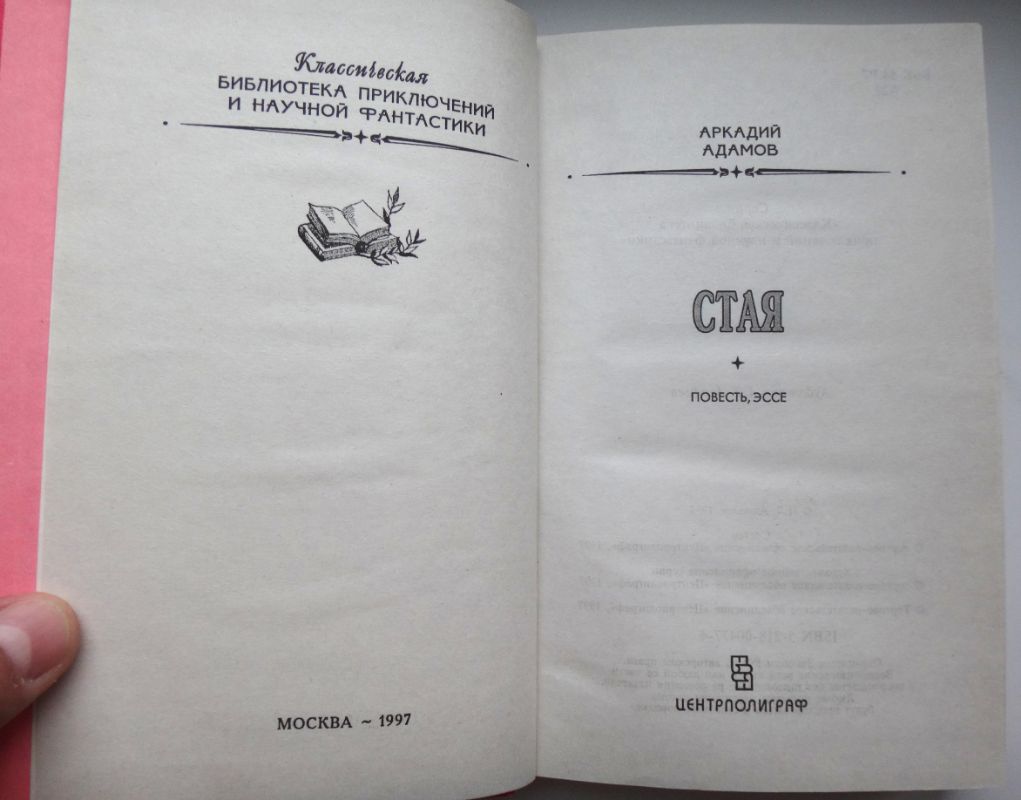 Классическая
БИБЛИОТЕКА ПРИКЛЮЧЕНИЙ
И НАУЧНОЙ ФАНТАСТИКИ
МОСКВА ~ 1997
АРКАДИЙ
АДАМОВ
СТАЯ
ПОВЕСТЬ, ЭССЕ
ЦЕНТРПОЛИГРАФ